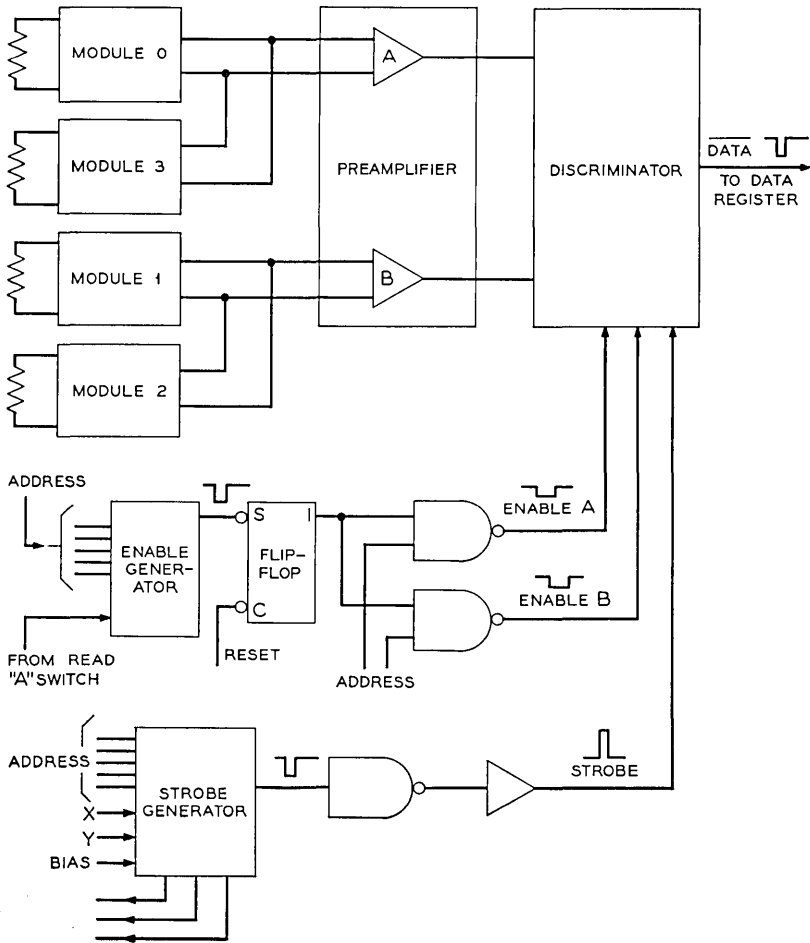 MODULE 0
A
MODULE 3
PREAMPLIFIER
DISCRIMINATOR
DATA
TO DATA
REGISTER
MODULE 1
B
MODULE 2
ADDRESS
ENABLE
GENER-
ATOR
FROM READ
"A" SWITCH
S
1
FLIP-
FLOP
C
RESET
ENABLE A
ENABLE B
ADDRESS
ADDRESS
X
Y
BIAS
STROBE
GENERATOR
STROBE